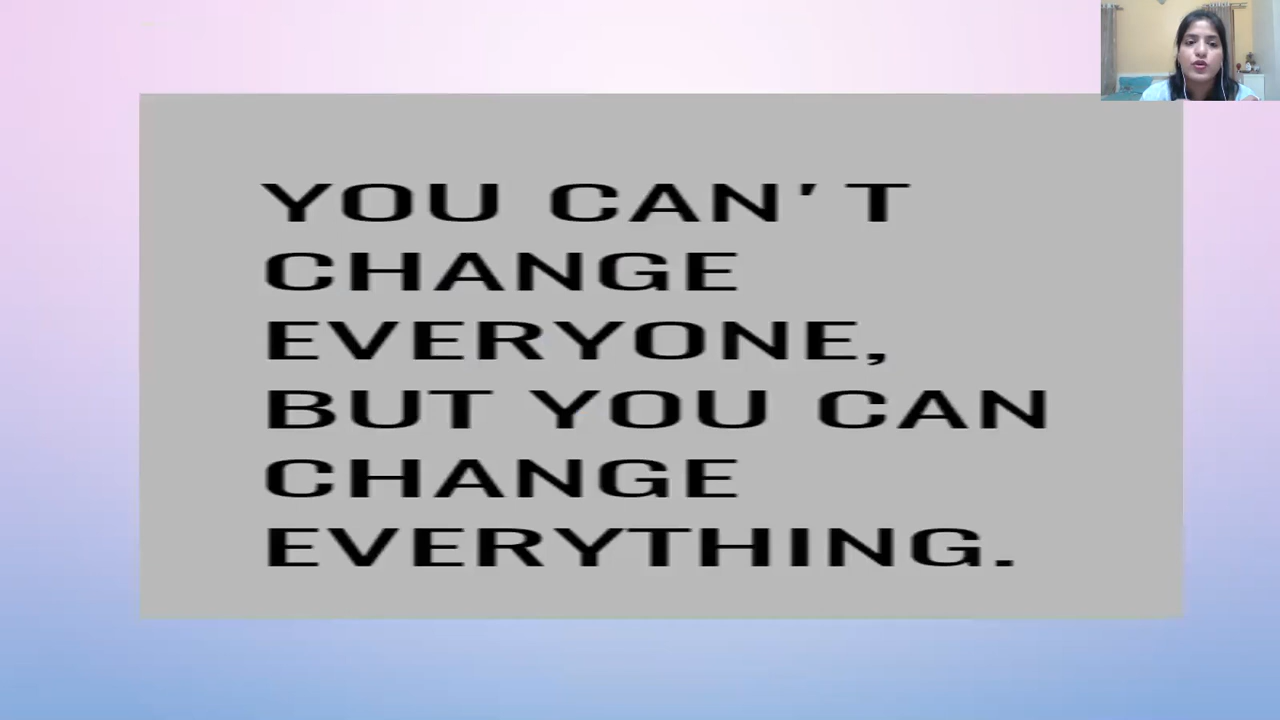 YOU CAN'T
CHANGE
EVERYONE,
BUT YOU CAN
CHANGE
EVERYTHING.